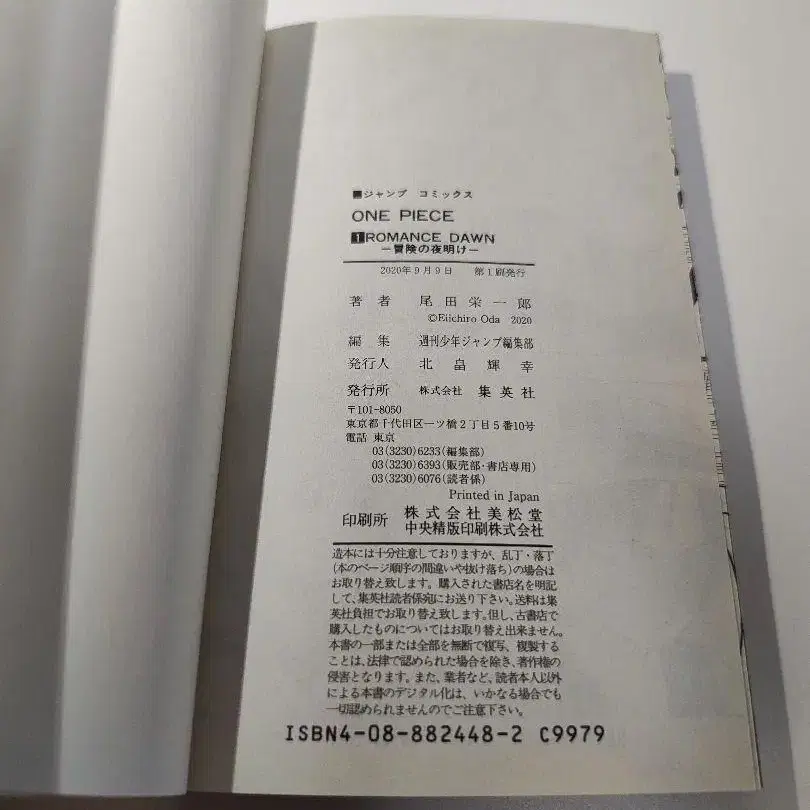 ■ジャンプ コミックス
ONE PIECE
1 ROMANCE DAWN
―冒険の夜明け―
2020年9月9日 第1刷発行
著者 尾田栄一郎
©Eiichiro Oda 2020
編集 週刊少年ジャンプ編集部
発行人 北畠輝幸
発行所 株式会社 集英社
〒101-8050
東京都千代田区一ツ橋2丁目5番10号
電話 東京
03(3230)6233(編集部)
03(3230)6393(販売部・書店専用)
03(3230)6076(読者係)
Printed in Japan
印刷所 株式会社美松堂
中央精版印刷株式会社
造本には十分注意しておりますが、乱丁・落丁
(本のページ順序の間違いや抜け落ち)の場合は
お取り替え致します。購入された書店名を明記
して、集英社読者係宛にお送り下さい。送料は集
英社負担でお取り替え致します。但し、古書店で
購入したものについてはお取り替え出来ません。
本書の一部または全部を無断で複写、複製する
ことは、法律で認められた場合を除き、著作権の
侵害となります。また、業者など、読者本人以外
による本書のデジタル化は、いかなる場合でも
一切認められませんのでご注意下さい。
ISBN4-08-882448-2 C9979